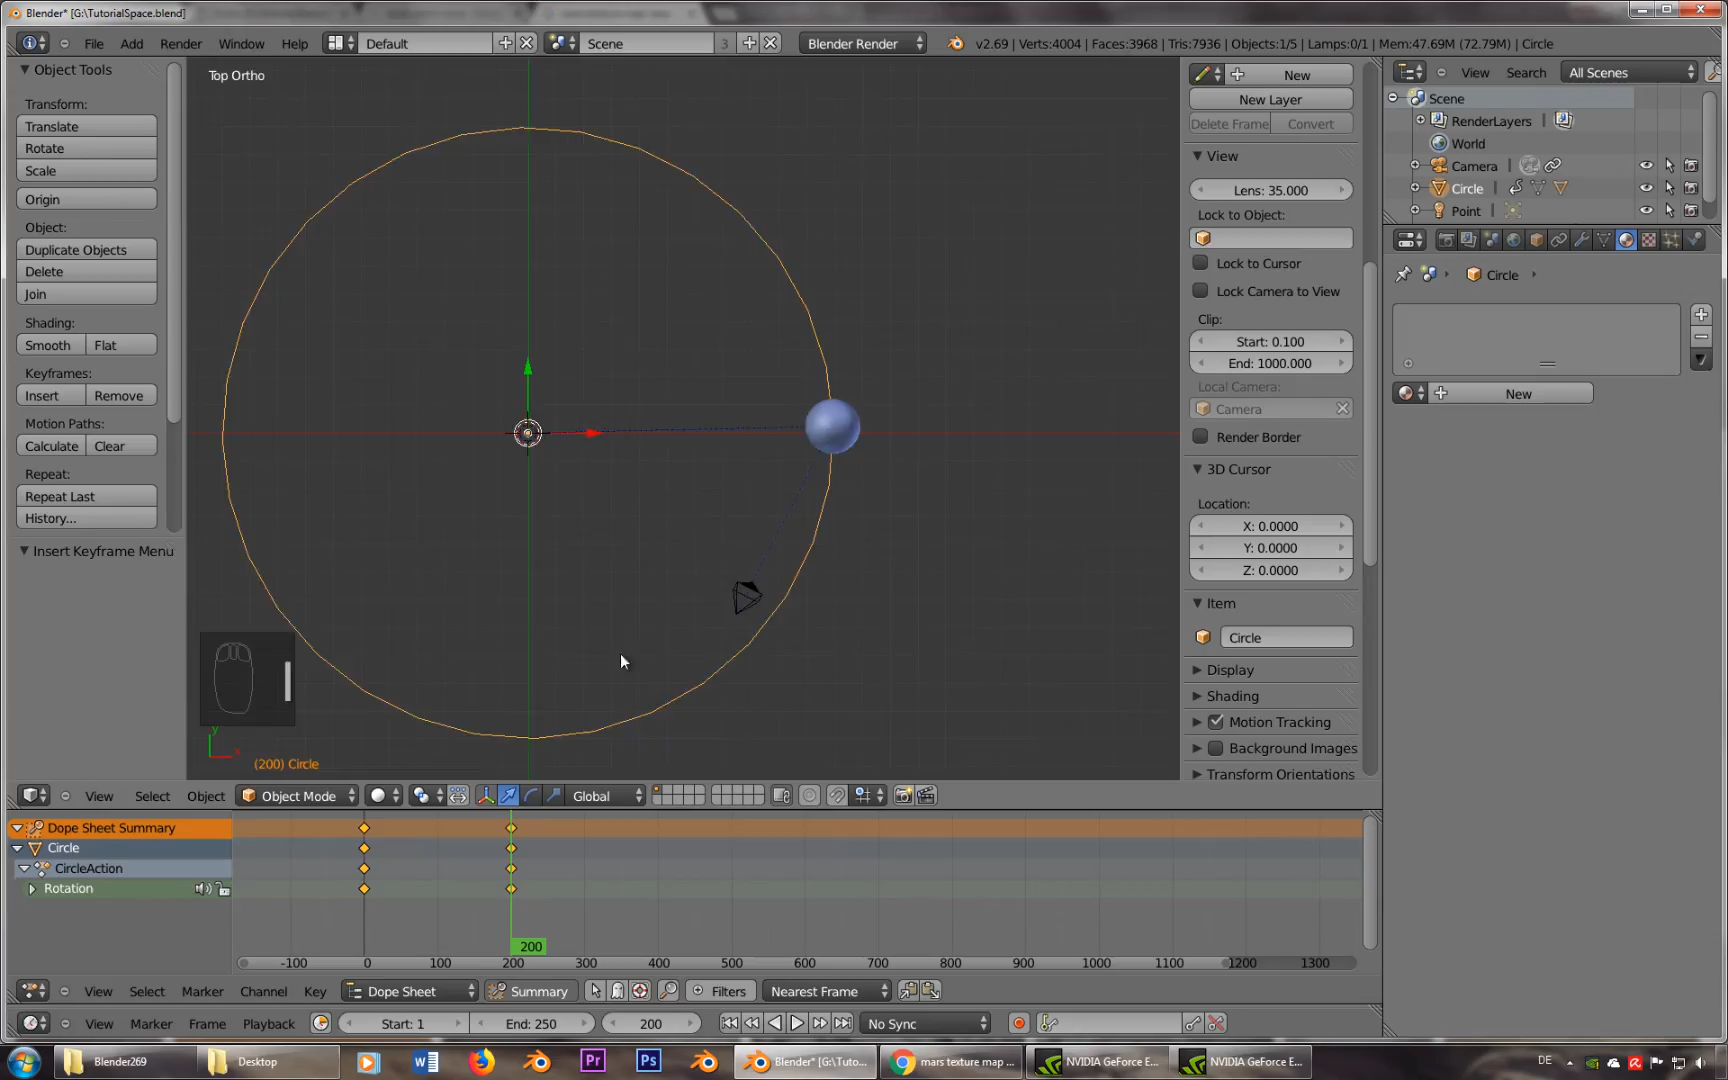 Blender* [G:\TutorialSpace.blend]
File Add Render Window Help Default Scene 3 Blender Render v2.69 | Verts:4004 | Faces:3968 | Tris:7936 | Objects:1/5 | Lamps:0/1 | Mem:47.69M (72.79M) | Circle
Object Tools
Transform:
Translate
Rotate
Scale
Origin
Object:
Duplicate Objects
Delete
Join
Shading:
Smooth Flat
Keyframes:
Insert Remove
Motion Paths:
Calculate Clear
Repeat:
Repeat Last
History...
Insert Keyframe Menu
Top Ortho
y
x
(200) Circle
New
New Layer
Delete Frame Convert
View
Lens: 35.000
Lock to Object:
Lock to Cursor
Lock Camera to View
Clip:
Start: 0.100
End: 1000.000
Local Camera:
Camera
Render Border
3D Cursor
Location:
X: 0.0000
Y: 0.0000
Z: 0.0000
Item
Circle
Display
Shading
Motion Tracking
Background Images
Transform Orientations
View Search All Scenes
Scene
RenderLayers
World
Camera
Circle
Point
Circle
New
View Select Object Object Mode Global
Dope Sheet Summary
Circle
CircleAction
Rotation
200
-100 0 100 200 300 400 500 600 700 800 900 1000 1100 1200 1300
View Select Marker Channel Key Dope Sheet Summary Filters Nearest Frame
View Marker Frame Playback Start: 1 End: 250 200 No Sync
Blender269 Desktop W Pr Ps Blender* [G:\Tuto... mars texture map ... NVIDIA GeForce E... NVIDIA GeForce E... DE